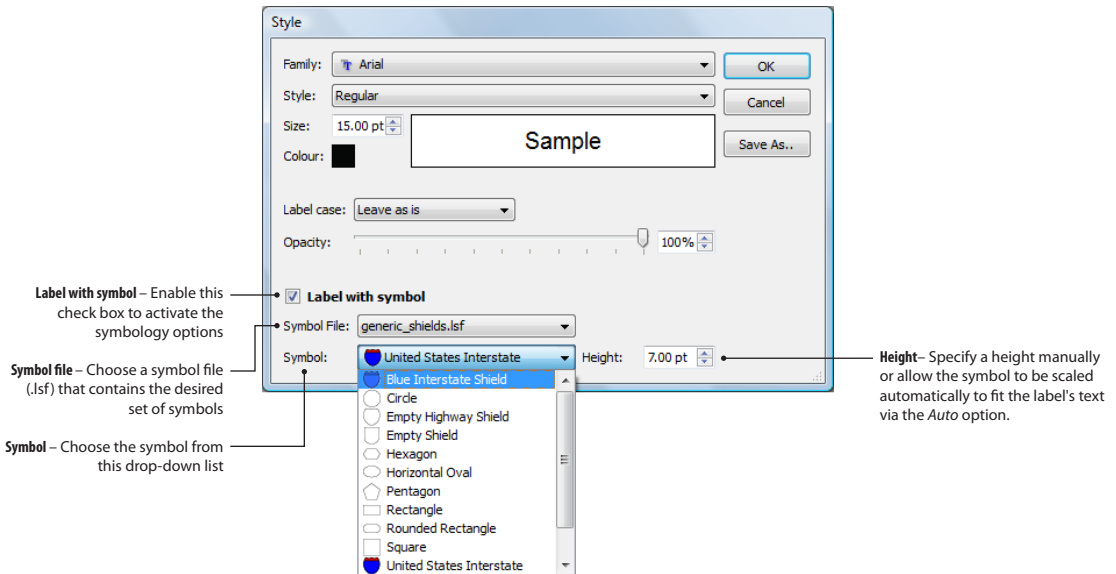 Style
Family: Arial
OK
Style: Regular
Cancel
Size: 15.00 pt
Sample
Save As..
Colour:
Label case: Leave as is
Opacity: 100%
Label with symbol
Symbol File: generic_shields.lsf
Symbol: United States Interstate
Height: 7.00 pt
Blue Interstate Shield
Circle
Empty Highway Shield
Empty Shield
Hexagon
Horizontal Oval
Pentagon
Rectangle
Rounded Rectangle
Square
United States Interstate
Label with symbol – Enable this
check box to activate the
symbology options
Symbol file – Choose a symbol file
(.lsf) that contains the desired
set of symbols
Symbol – Choose the symbol from
this drop-down list
Height– Specify a height manually
or allow the symbol to be scaled
automatically to fit the label's text
via the Auto option.